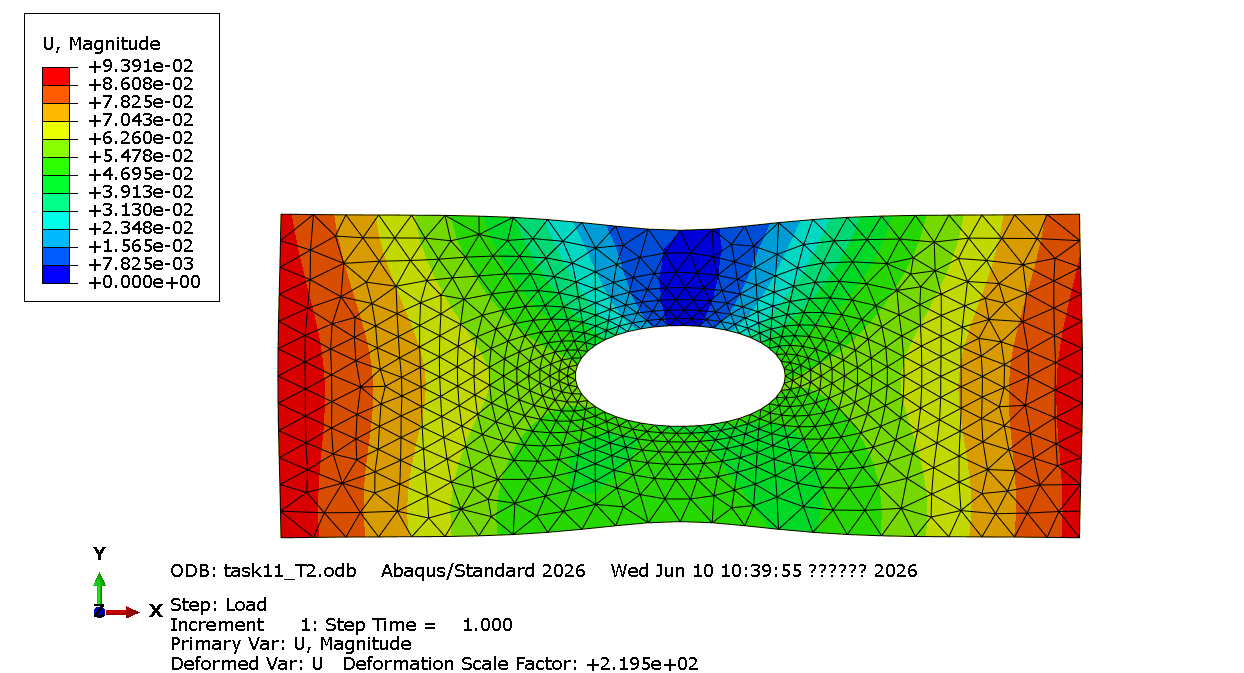 U, Magnitude
+9.391e-02
+8.608e-02
+7.825e-02
+7.043e-02
+6.260e-02
+5.478e-02
+4.695e-02
+3.913e-02
+3.130e-02
+2.348e-02
+1.565e-02
+7.825e-03
+0.000e+00
Y
Z X
ODB: task11_T2.odb Abaqus/Standard 2026 Wed Jun 10 10:39:55 ?????? 2026
Step: Load
Increment 1: Step Time = 1.000
Primary Var: U, Magnitude
Deformed Var: U Deformation Scale Factor: +2.195e+02